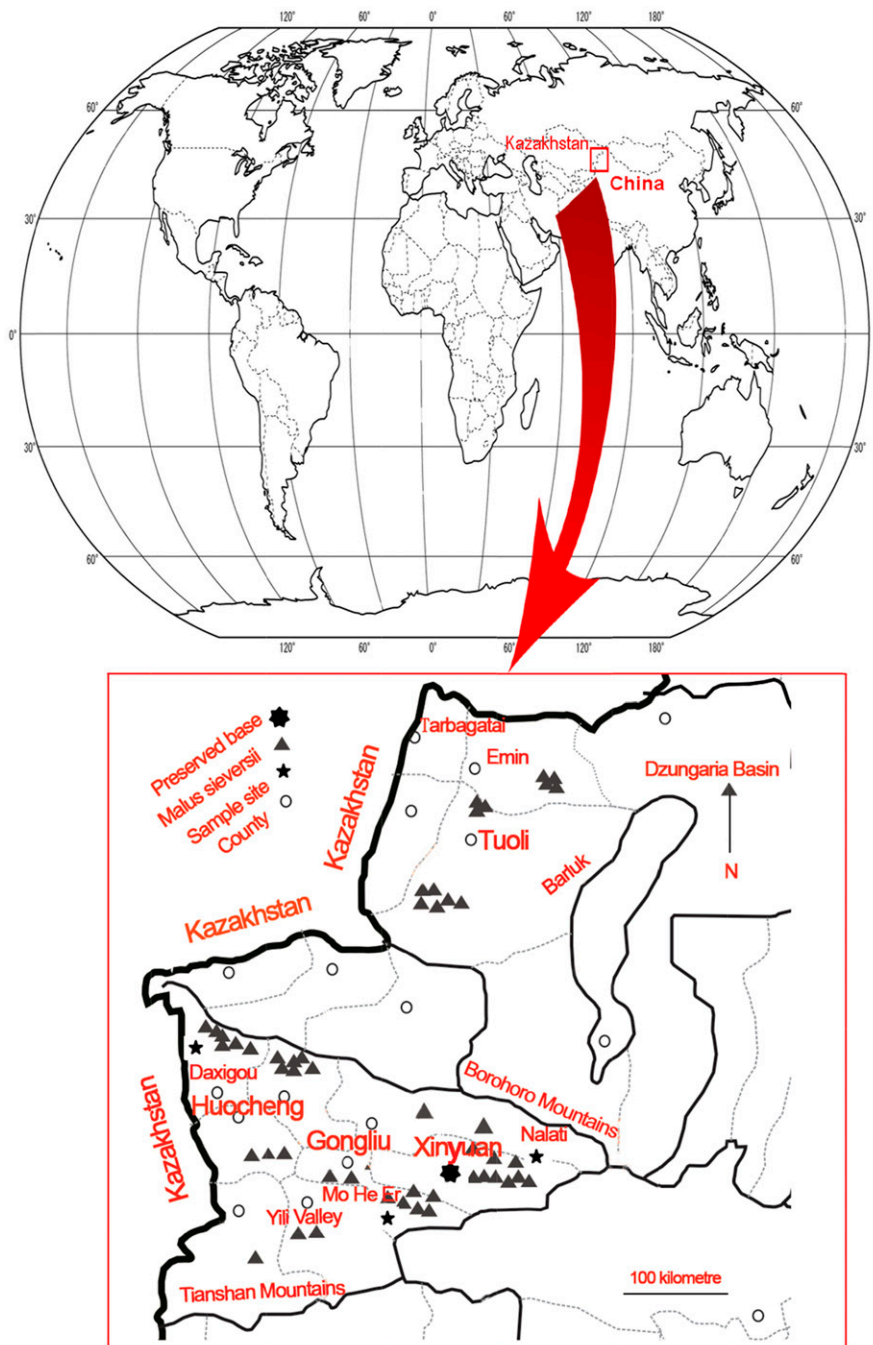 120° 60° 0° 60° 120° 180°
60° 60°
Kazakhstan
China
30° 30°
0° 0°
30° 30°
60° 60°
120° 60° 0° 60° 120° 180°
Preserved base
Malus sieversii
Sample site
County
Kazakhstan
Tarbagatai
Emin
Dzungaria Basin
Tuoli
N
Barluk
Kazakhstan
Kazakhstan
Daxigou
Huocheng
Borohoro Mountains
Gongliu
Xinyuan
Nalati
Mo He Er
Yili Valley
Tianshan Mountains
100 kilometre